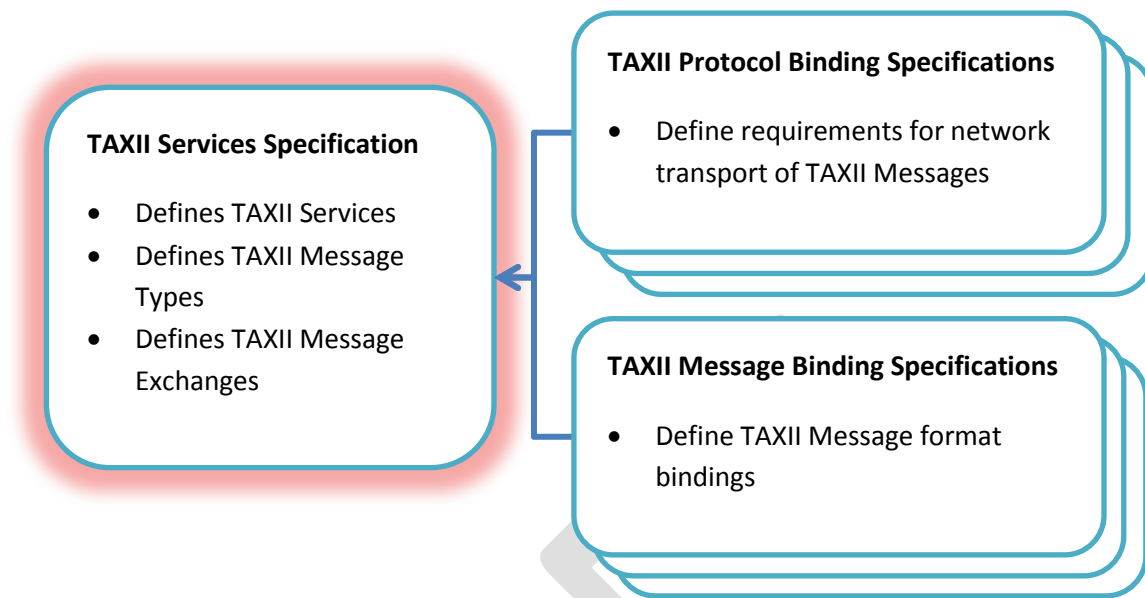 TAXII Services Specification
• Defines TAXII Services
• Defines TAXII Message
Types
• Defines TAXII Message
Exchanges
TAXII Protocol Binding Specifications
• Define requirements for network
transport of TAXII Messages
TAXII Message Binding Specifications
• Define TAXII Message format
bindings